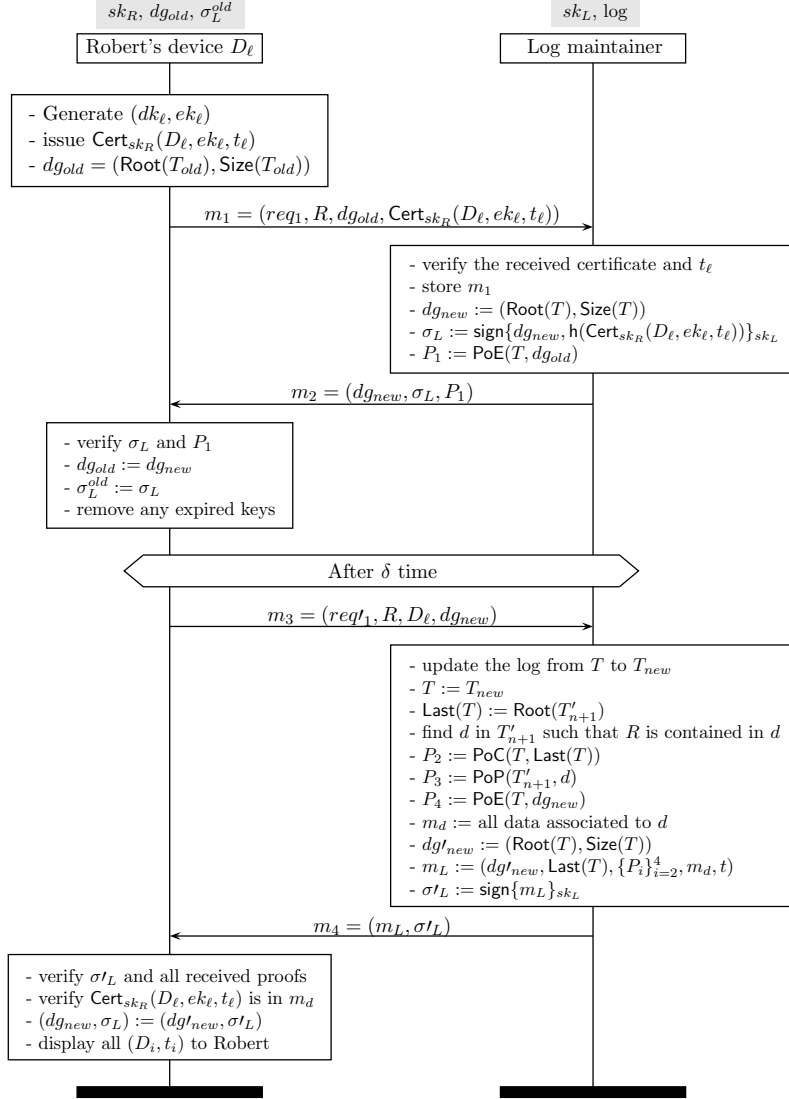 sk_R, dg_old, σ_L^old
sk_L, log
Robert's device D_ℓ
Log maintainer
- Generate (dk_ℓ, ek_ℓ)
- issue Cert_{sk_R}(D_ℓ, ek_ℓ, t_ℓ)
- dg_old = (Root(T_old), Size(T_old))
m_1 = (req_1, R, dg_old, Cert_{sk_R}(D_ℓ, ek_ℓ, t_ℓ))
- verify the received certificate and t_ℓ
- store m_1
- dg_new := (Root(T), Size(T))
- σ_L := sign{dg_new, h(Cert_{sk_R}(D_ℓ, ek_ℓ, t_ℓ))}_{sk_L}
- P_1 := PoE(T, dg_old)
m_2 = (dg_new, σ_L, P_1)
- verify σ_L and P_1
- dg_old := dg_new
- σ_L^old := σ_L
- remove any expired keys
After δ time
m_3 = (req′_1, R, D_ℓ, dg_new)
- update the log from T to T_new
- T := T_new
- Last(T) := Root(T′_{n+1})
- find d in T′_{n+1} such that R is contained in d
- P_2 := PoC(T, Last(T))
- P_3 := PoP(T′_{n+1}, d)
- P_4 := PoE(T, dg_new)
- m_d := all data associated to d
- dg′_new := (Root(T), Size(T))
- m_L := (dg′_new, Last(T), {P_i}_{i=2}^4, m_d, t)
- σ′_L := sign{m_L}_{sk_L}
m_4 = (m_L, σ′_L)
- verify σ′_L and all received proofs
- verify Cert_{sk_R}(D_ℓ, ek_ℓ, t_ℓ) is in m_d
- (dg_new, σ_L) := (dg′_new, σ′_L)
- display all (D_i, t_i) to Robert